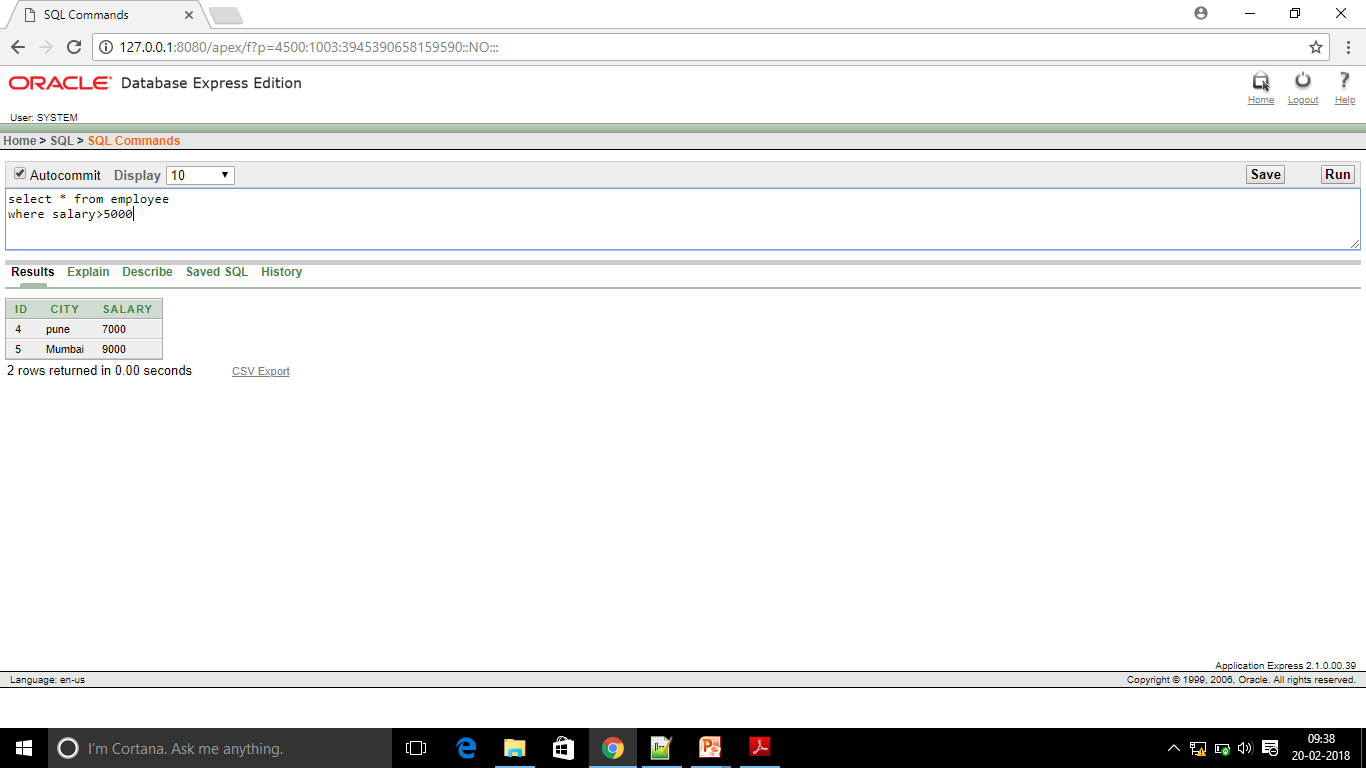 SQL Commands
127.0.0.1:8080/apex/f?p=4500:1003:3945390658159590::NO:::
ORACLE Database Express Edition
Home Logout Help
User: SYSTEM
Home > SQL > SQL Commands
Autocommit Display 10 Save Run
select * from employee
where salary>5000
Results Explain Describe Saved SQL History
ID CITY SALARY
4 pune 7000
5 Mumbai 9000
2 rows returned in 0.00 seconds CSV Export
Application Express 2.1.0.00.39
Language: en-us Copyright © 1999, 2006, Oracle. All rights reserved.
I'm Cortana. Ask me anything.
09:38
20-02-2018